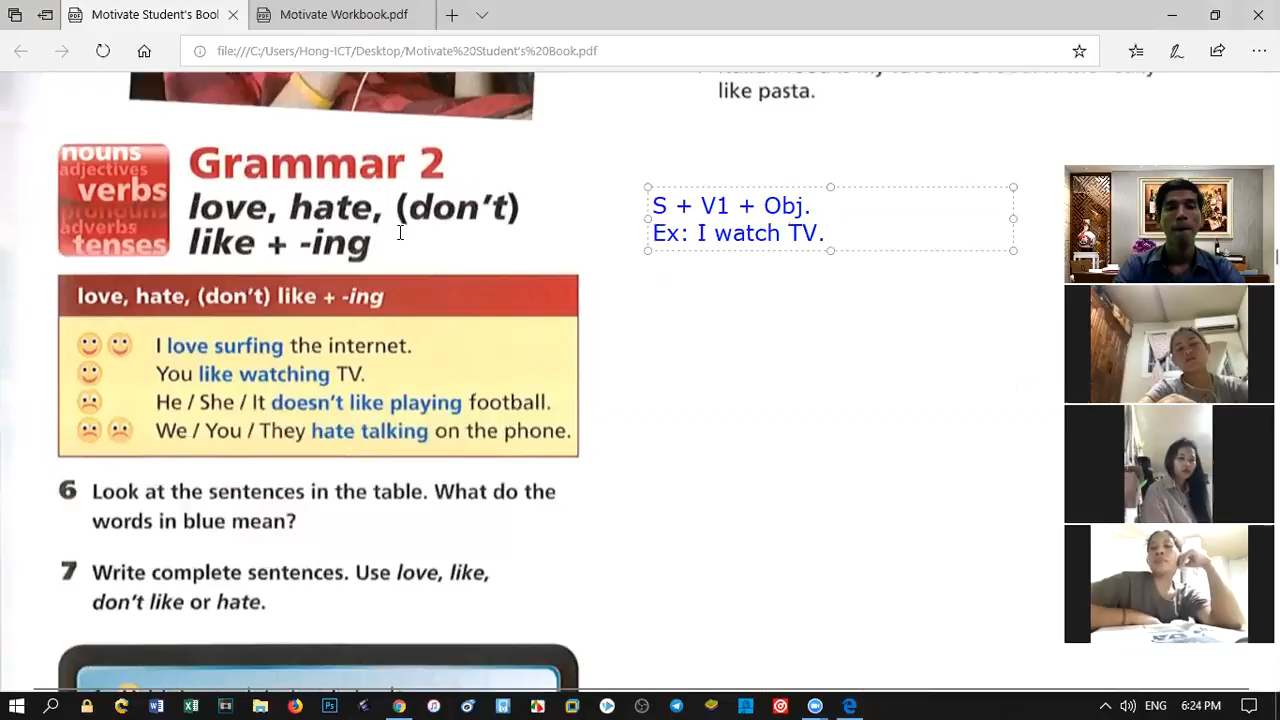 Motivate Student's Bool
Motivate Workbook.pdf
file:///C:/Users/Hong-ICT/Desktop/Motivate%20Student's%20Book.pdf
like pasta.
nouns
adjectives
verbs
pronouns
adverbs
tenses
Grammar 2
love, hate, (don't)
like + -ing
S + V1 + Obj.
Ex: I watch TV.
love, hate, (don't) like + -ing
I love surfing the internet.
You like watching TV.
He / She / It doesn't like playing football.
We / You / They hate talking on the phone.
6 Look at the sentences in the table. What do the
words in blue mean?
7 Write complete sentences. Use love, like,
don't like or hate.
ENG 6:24 PM